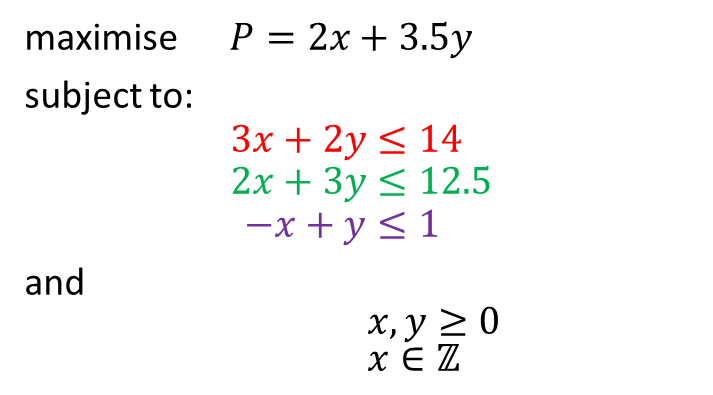 maximise P = 2x + 3.5y
subject to:
3x + 2y ≤ 14
2x + 3y ≤ 12.5
−x + y ≤ 1
and
x, y ≥ 0
x ∈ ℤ